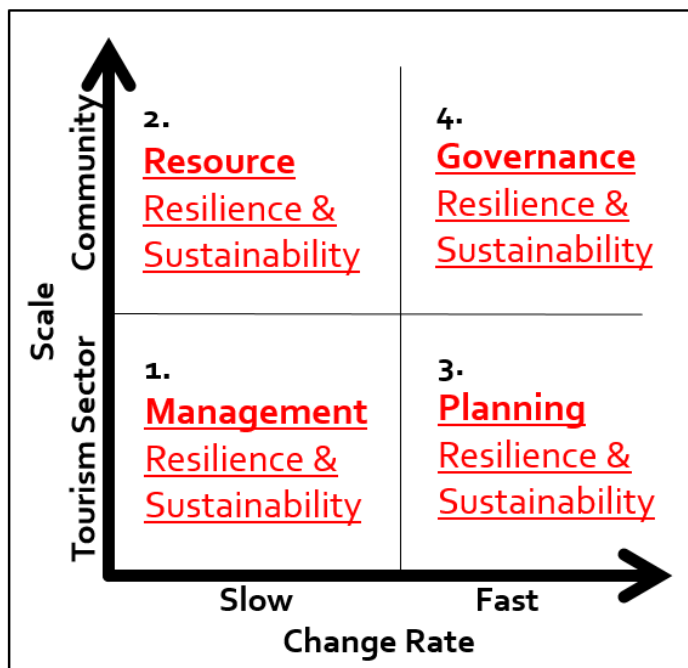 Scale
Community
Tourism Sector
2.
Resource
Resilience &
Sustainability
4.
Governance
Resilience &
Sustainability
1.
Management
Resilience &
Sustainability
3.
Planning
Resilience &
Sustainability
Slow
Fast
Change Rate